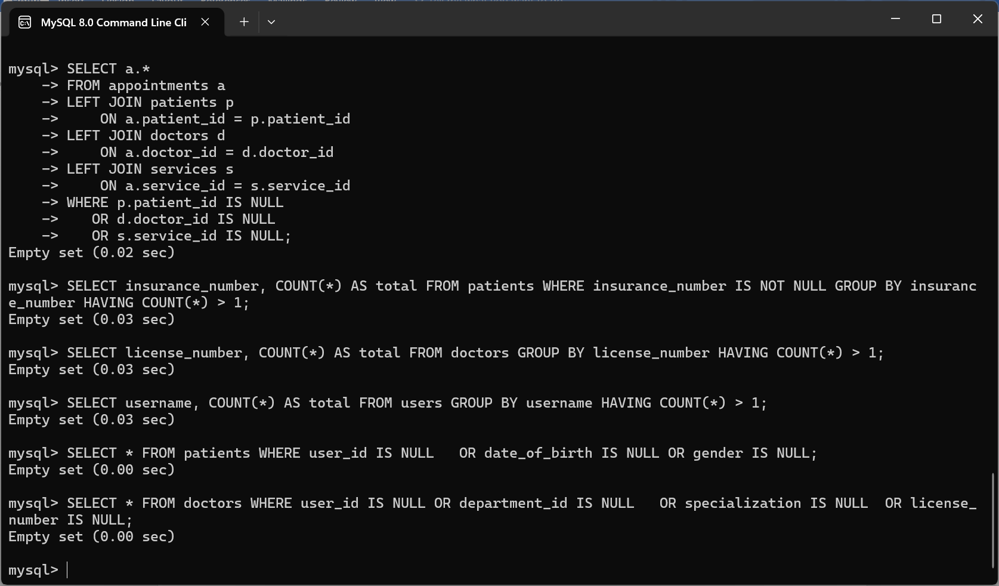 MySQL 8.0 Command Line Cli
mysql> SELECT a.*
    -> FROM appointments a
    -> LEFT JOIN patients p
    ->     ON a.patient_id = p.patient_id
    -> LEFT JOIN doctors d
    ->     ON a.doctor_id = d.doctor_id
    -> LEFT JOIN services s
    ->     ON a.service_id = s.service_id
    -> WHERE p.patient_id IS NULL
    ->    OR d.doctor_id IS NULL
    ->    OR s.service_id IS NULL;
Empty set (0.02 sec)
mysql> SELECT insurance_number, COUNT(*) AS total FROM patients WHERE insurance_number IS NOT NULL GROUP BY insuranc
e_number HAVING COUNT(*) > 1;
Empty set (0.03 sec)
mysql> SELECT license_number, COUNT(*) AS total FROM doctors GROUP BY license_number HAVING COUNT(*) > 1;
Empty set (0.03 sec)
mysql> SELECT username, COUNT(*) AS total FROM users GROUP BY username HAVING COUNT(*) > 1;
Empty set (0.03 sec)
mysql> SELECT * FROM patients WHERE user_id IS NULL   OR date_of_birth IS NULL OR gender IS NULL;
Empty set (0.00 sec)
mysql> SELECT * FROM doctors WHERE user_id IS NULL OR department_id IS NULL   OR specialization IS NULL  OR license_
number IS NULL;
Empty set (0.00 sec)
mysql>